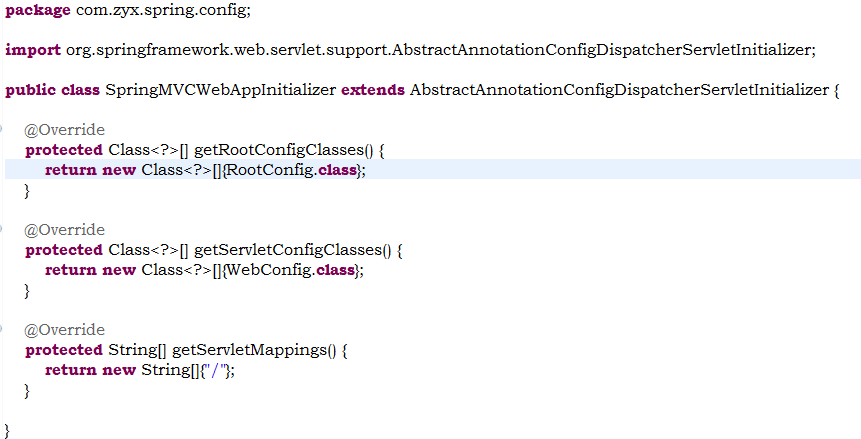 package com.zyx.spring.config;
import org.springframework.web.servlet.support.AbstractAnnotationConfigDispatcherServletInitializer;
public class SpringMVCWebAppInitializer extends AbstractAnnotationConfigDispatcherServletInitializer {
@Override
protected Class<?>[] getRootConfigClasses() {
return new Class<?>[]{RootConfig.class};
}
@Override
protected Class<?>[] getServletConfigClasses() {
return new Class<?>[]{WebConfig.class};
}
@Override
protected String[] getServletMappings() {
return new String[]{"/"};
}
}